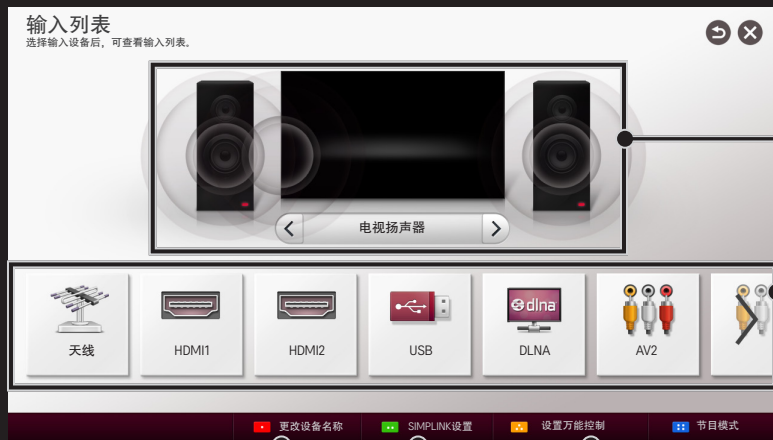 输入列表
选择输入设备后，可查看输入列表。
电视扬声器
dlna
天线
HDMI1
HDMI2
USB
DLNA
AV2
更改设备名称
SIMPLINK设置
设置万能控制
节目模式